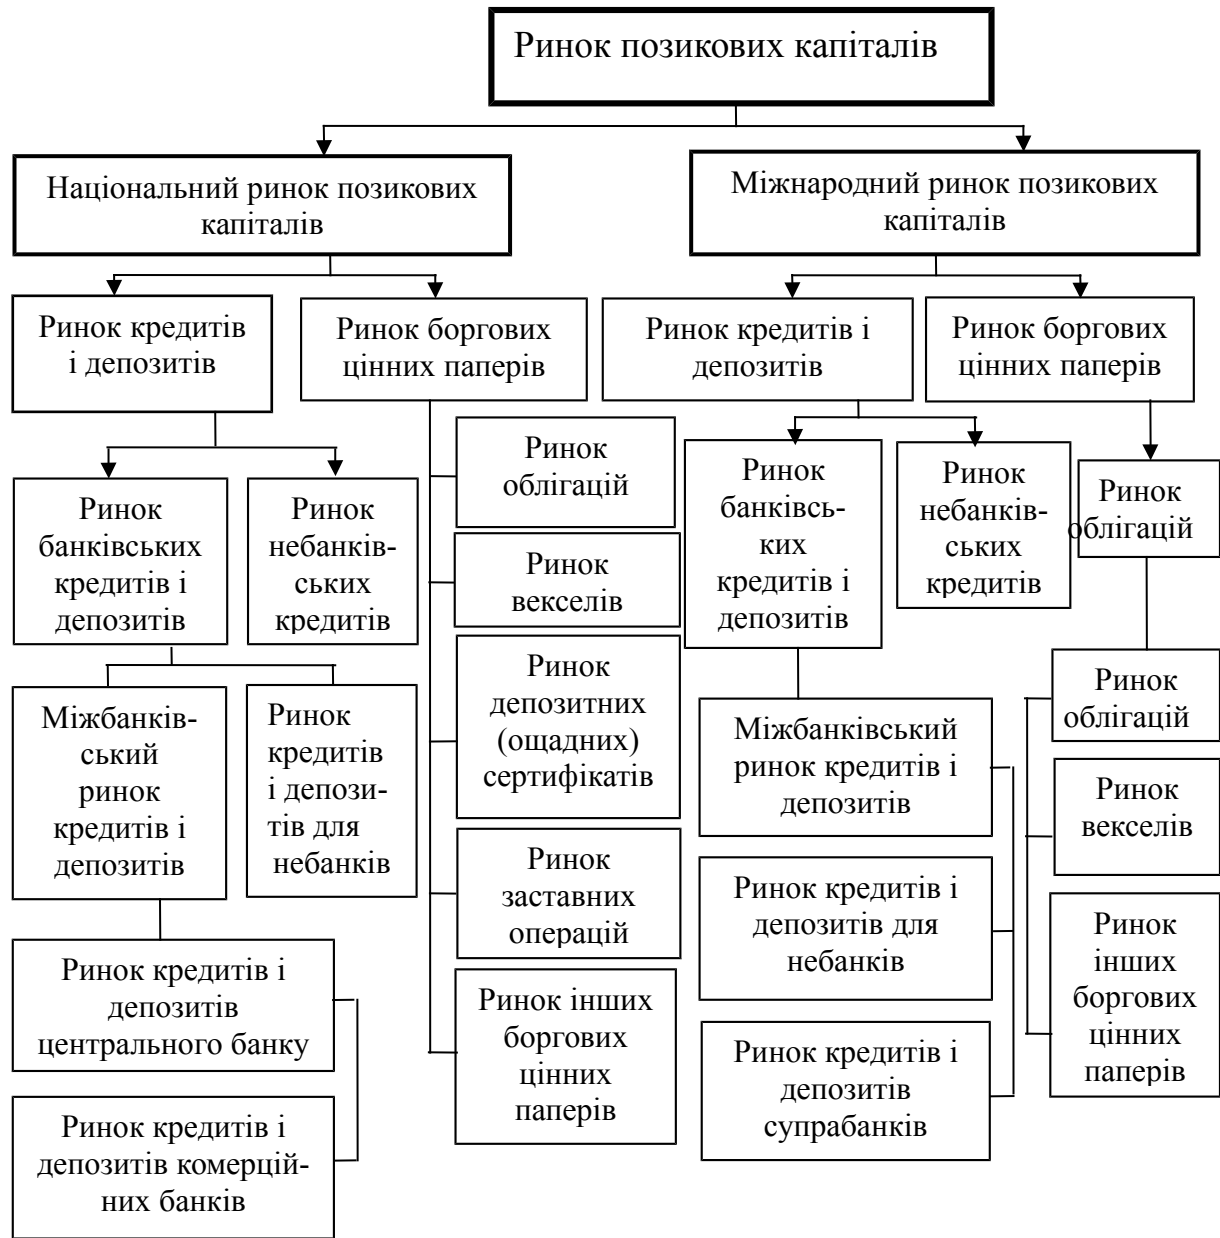 Ринок позикових капіталів
Національний ринок позикових
капіталів
Міжнародний ринок позикових
капіталів
Ринок кредитів
і депозитів
Ринок боргових
цінних паперів
Ринок кредитів і
депозитів
Ринок боргових
цінних паперів
Ринок
банківських
кредитів і
депозитів
Ринок
небанків-
ських
кредитів
Ринок
облігацій
Ринок
векселів
Ринок
депозитних
(ощадних)
сертифікатів
Ринок
заставних
операцій
Ринок інших
боргових
цінних
паперів
Ринок
банківсь-
ких
кредитів і
депозитів
Ринок
небанків-
ських
кредитів
Ринок
облігацій
Міжбанків-
ський
ринок
кредитів і
депозитів
Ринок
кредитів
і депози-
тів для
небанків
Ринок кредитів і
депозитів
центрального банку
Ринок кредитів і
депозитів комерцій-
них банків
Міжбанківський
ринок кредитів і
депозитів
Ринок кредитів і
депозитів для
небанків
Ринок кредитів і
депозитів
супрабанків
Ринок
облігацій
Ринок
векселів
Ринок
інших
боргових
цінних
паперів